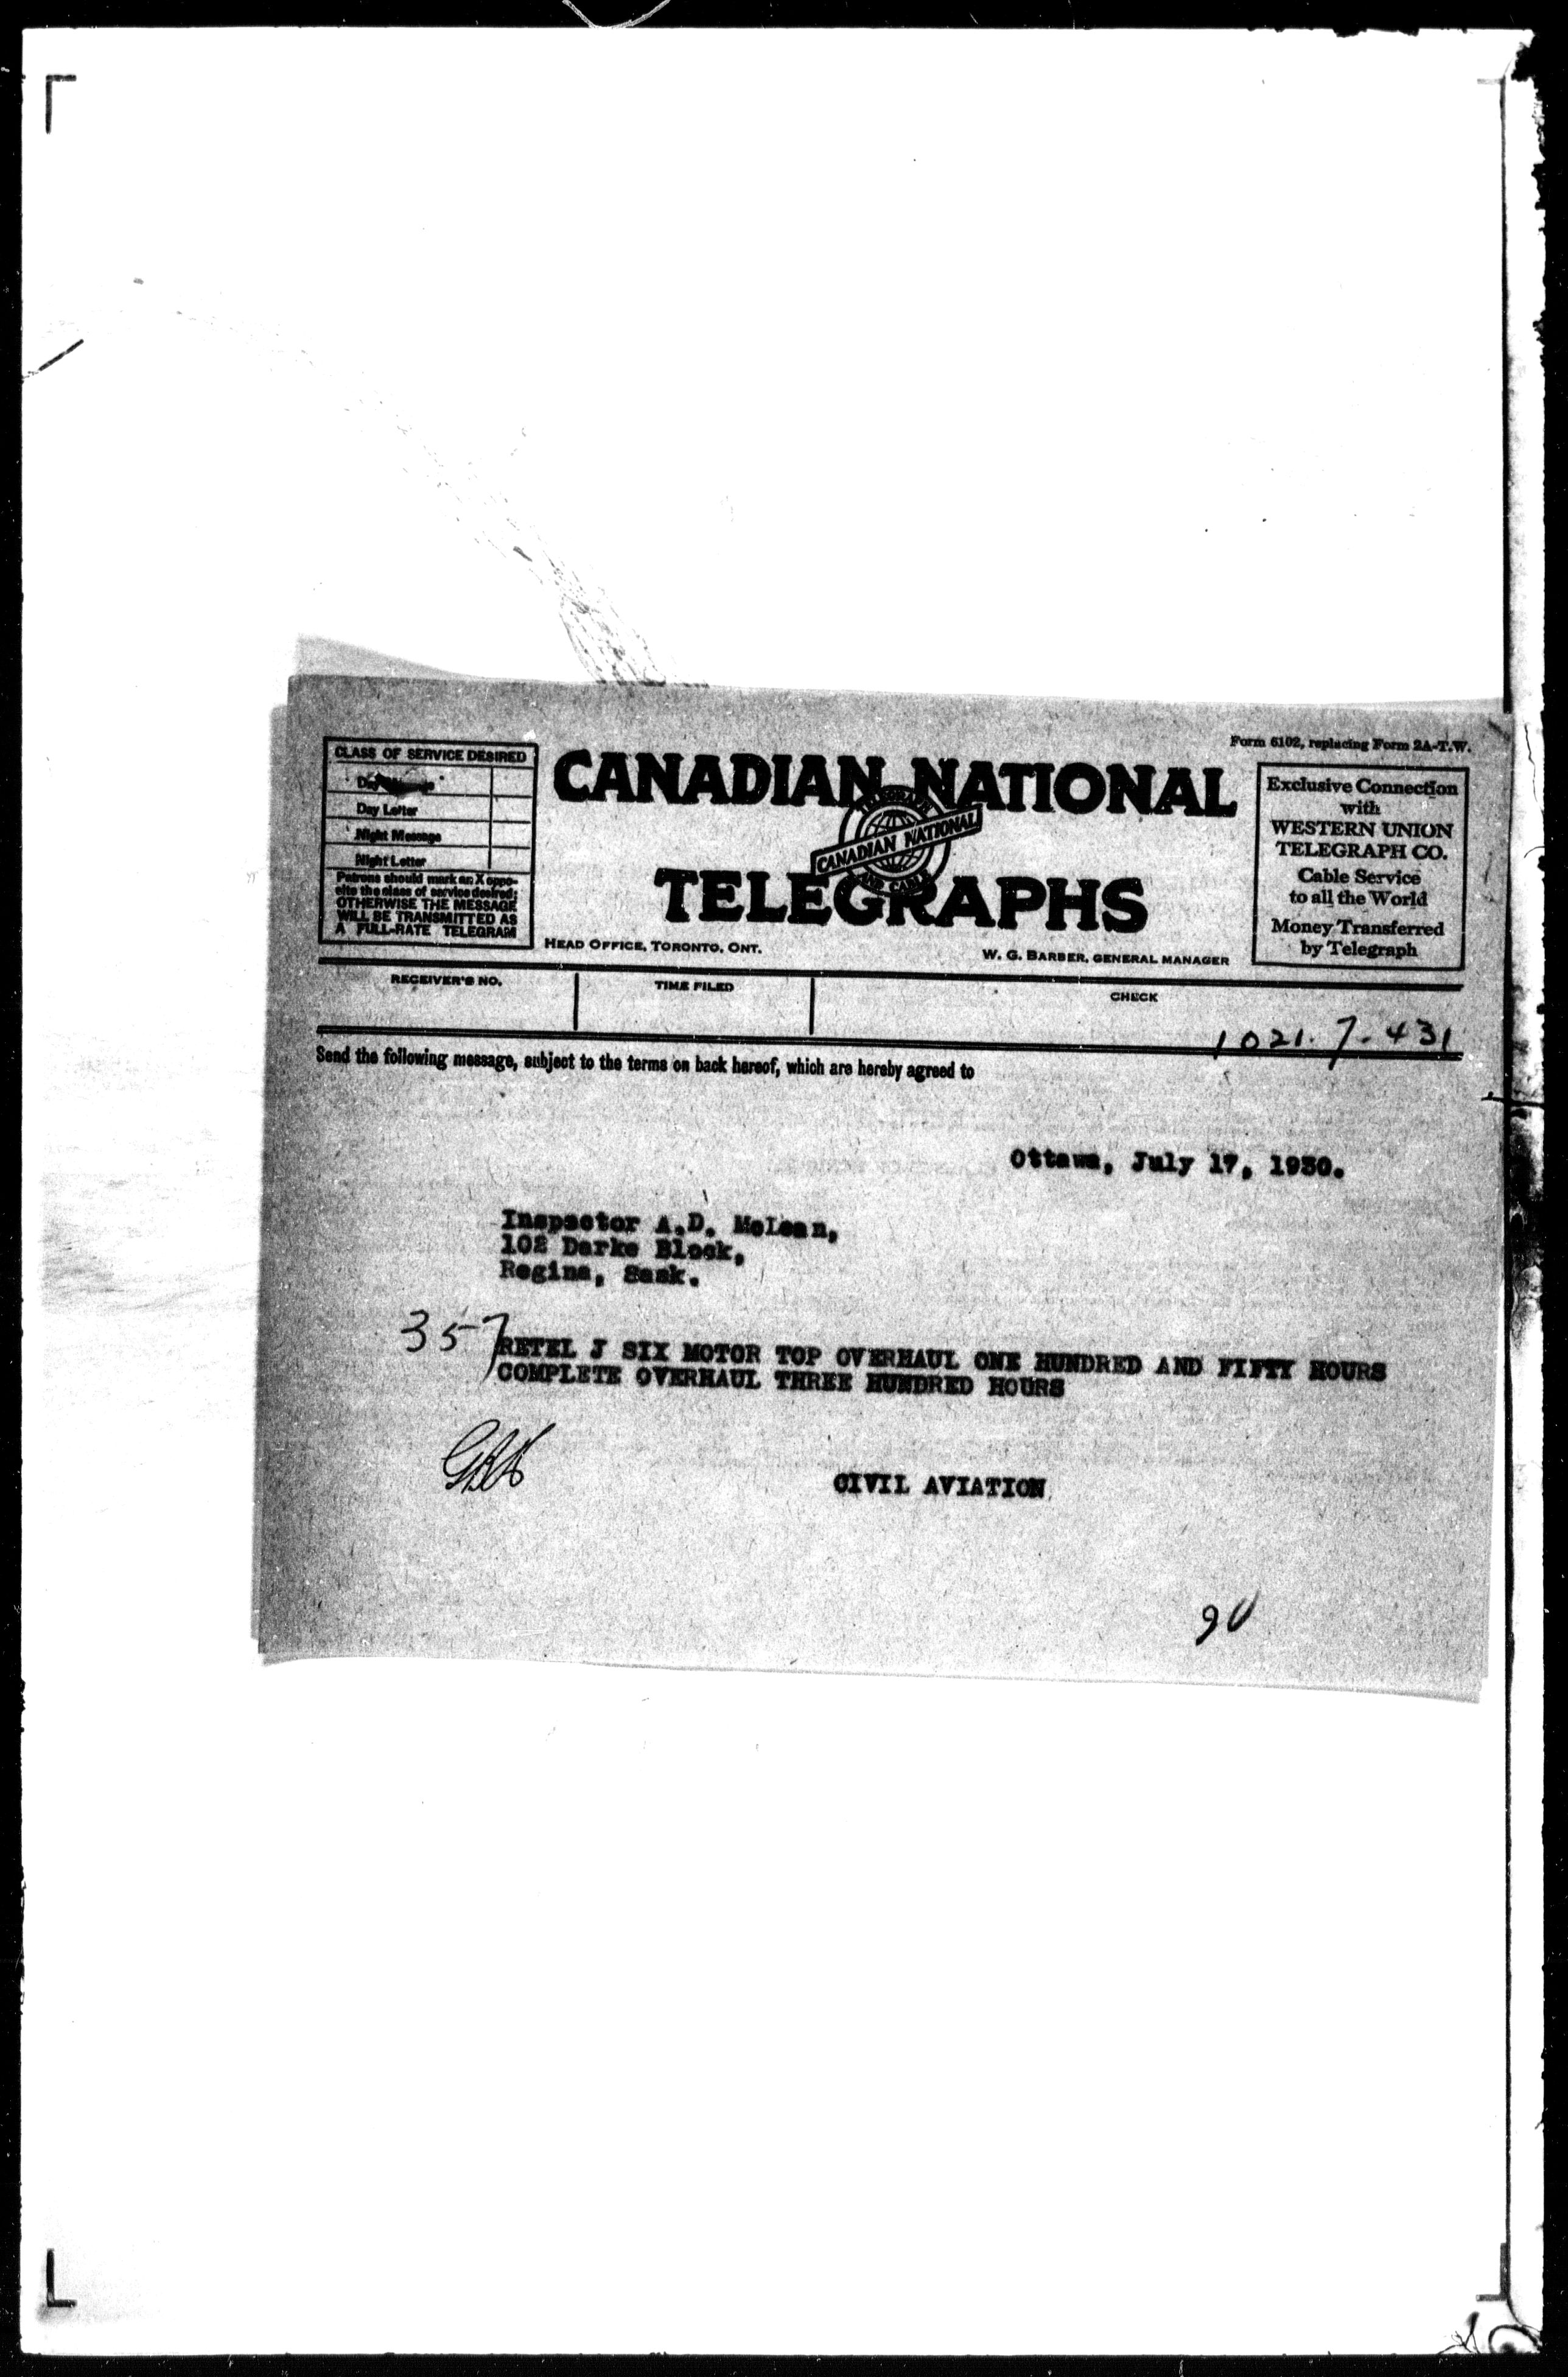 Form 6102, replacing Form 2A-T.W.
CLASS OF SERVICE DESIRED
Day
Day Letter
Night Message
Night Letter
Patrons should mark an X oppo-
site the class of service desired;
OTHERWISE THE MESSAGE
WILL BE TRANSMITTED AS
A FULL-RATE TELEGRAM
CANADIAN NATIONAL
TELEGRAPH
CANADIAN NATIONAL
AND CABLE
TELEGRAPHS
HEAD OFFICE, TORONTO, ONT.
W. G. BARBER, GENERAL MANAGER
Exclusive Connection
with
WESTERN UNION
TELEGRAPH CO.
Cable Service
to all the World
Money Transferred
by Telegraph
RECEIVER'S NO.
TIME FILED
CHECK
1021.7-431
Send the following message, subject to the terms on back hereof, which are hereby agreed to
Ottawa, July 17, 1930.
Inspector A.D. McLean,
102 Darke Block,
Regina, Sask.
357
RETEL J SIX MOTOR TOP OVERHAUL ONE HUNDRED AND FIFTY HOURS
COMPLETE OVERHAUL THREE HUNDRED HOURS
CIVIL AVIATION
90